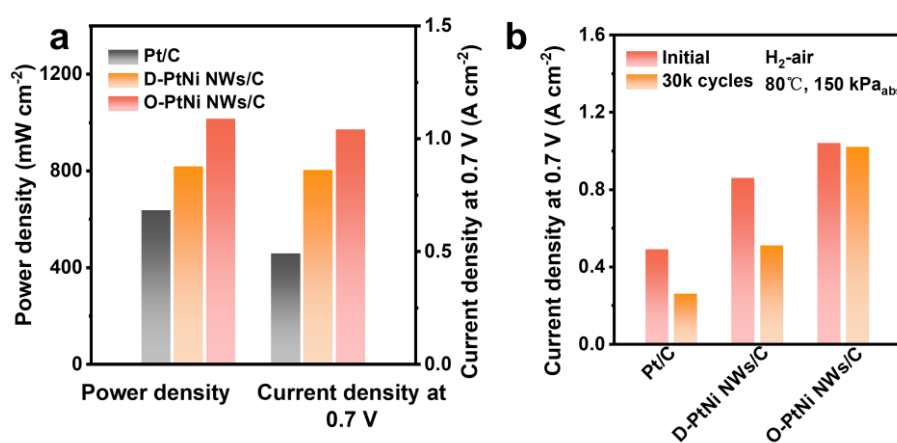 a
Power density (mW cm⁻²)
1200
800
400
0
Pt/C
D-PtNi NWs/C
O-PtNi NWs/C
1.5
1.0
0.5
0.0
Current density at 0.7 V (A cm⁻²)
Power density
Current density at
0.7 V
b
Current density at 0.7 V (A cm⁻²)
1.6
1.2
0.8
0.4
0.0
Initial
30k cycles
H₂-air
80℃, 150 kPaabs
Pt/C
D-PtNi NWs/C
O-PtNi NWs/C